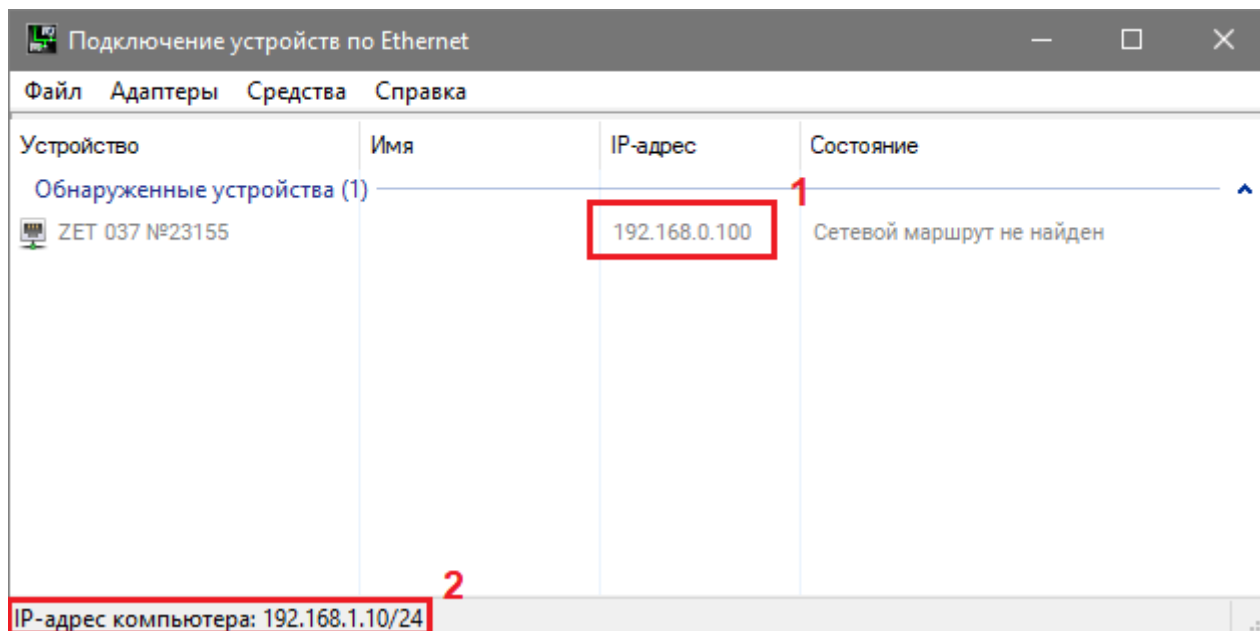 Подключение устройств по Ethernet
Файл Адаптеры Средства Справка
Устройство Имя IP-адрес Состояние
Обнаруженные устройства (1)
1
ZET 037 №23155 192.168.0.100 Сетевой маршрут не найден
2
IP-адрес компьютера: 192.168.1.10/24